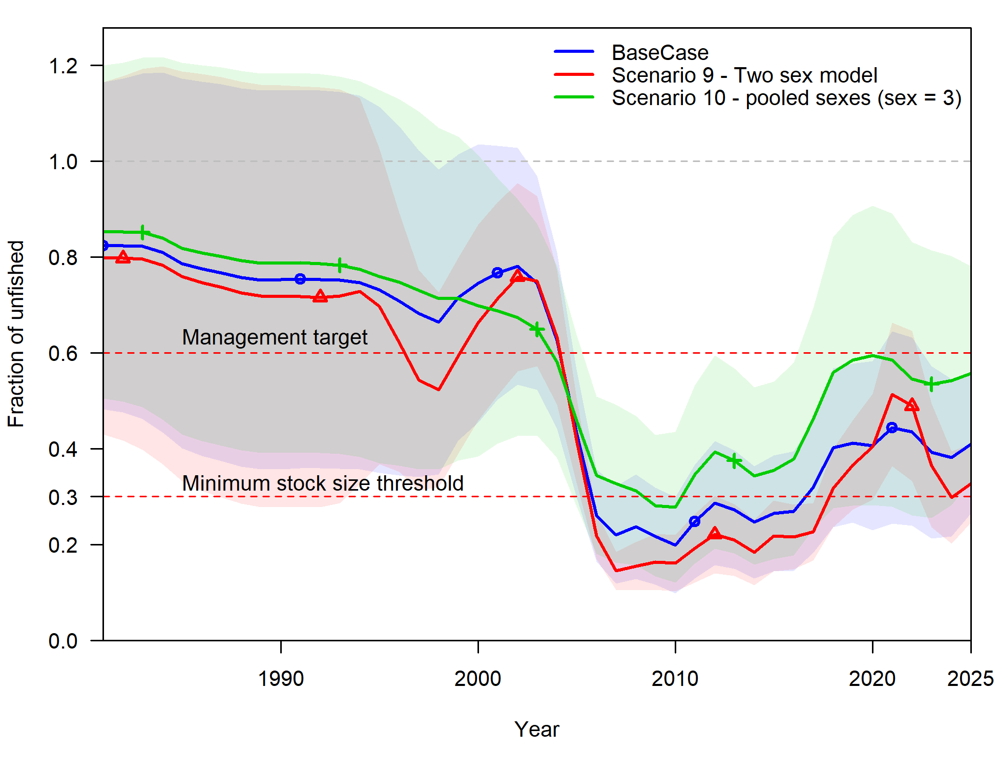 BaseCase
Scenario 9 - Two sex model
Scenario 10 - pooled sexes (sex = 3)
1.2
1.0
0.8
0.6
0.4
0.3
0.2
0.0
Fraction of unfished
Management target
Minimum stock size threshold
1990
2000
2010
2020
2025
Year